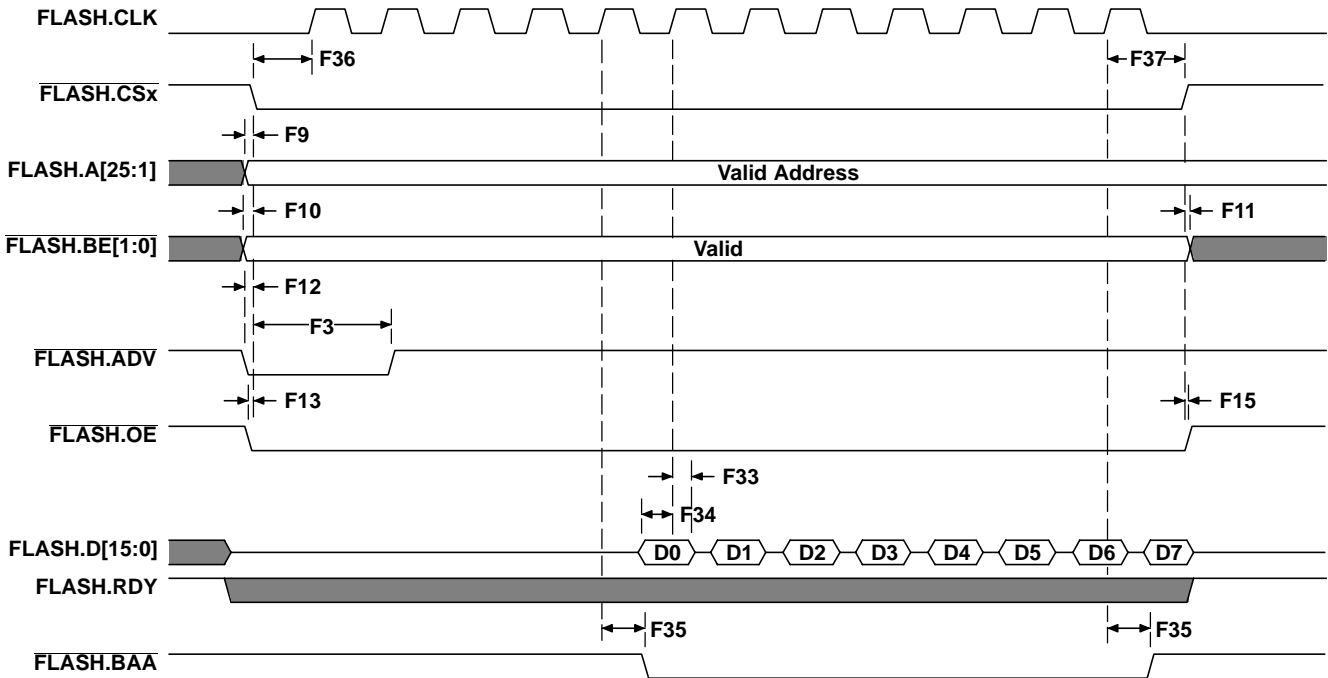 FLASH.CLK
F36
F37
FLASH.CSx
F9
FLASH.A[25:1]
Valid Address
F10
F11
FLASH.BE[1:0]
Valid
F12
F3
FLASH.ADV
F13
F15
FLASH.OE
F33
F34
FLASH.D[15:0]
D0 D1 D2 D3 D4 D5 D6 D7
FLASH.RDY
F35
F35
FLASH.BAA